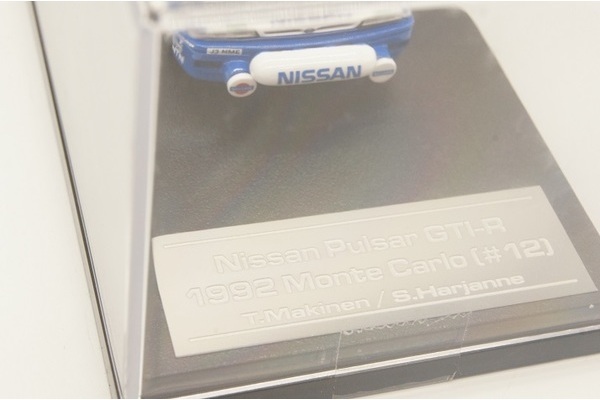 NISSAN
Nissan Pulsar GTI-R
1992 Monte Carlo (#12)
T.Makinen / S.Harjanne